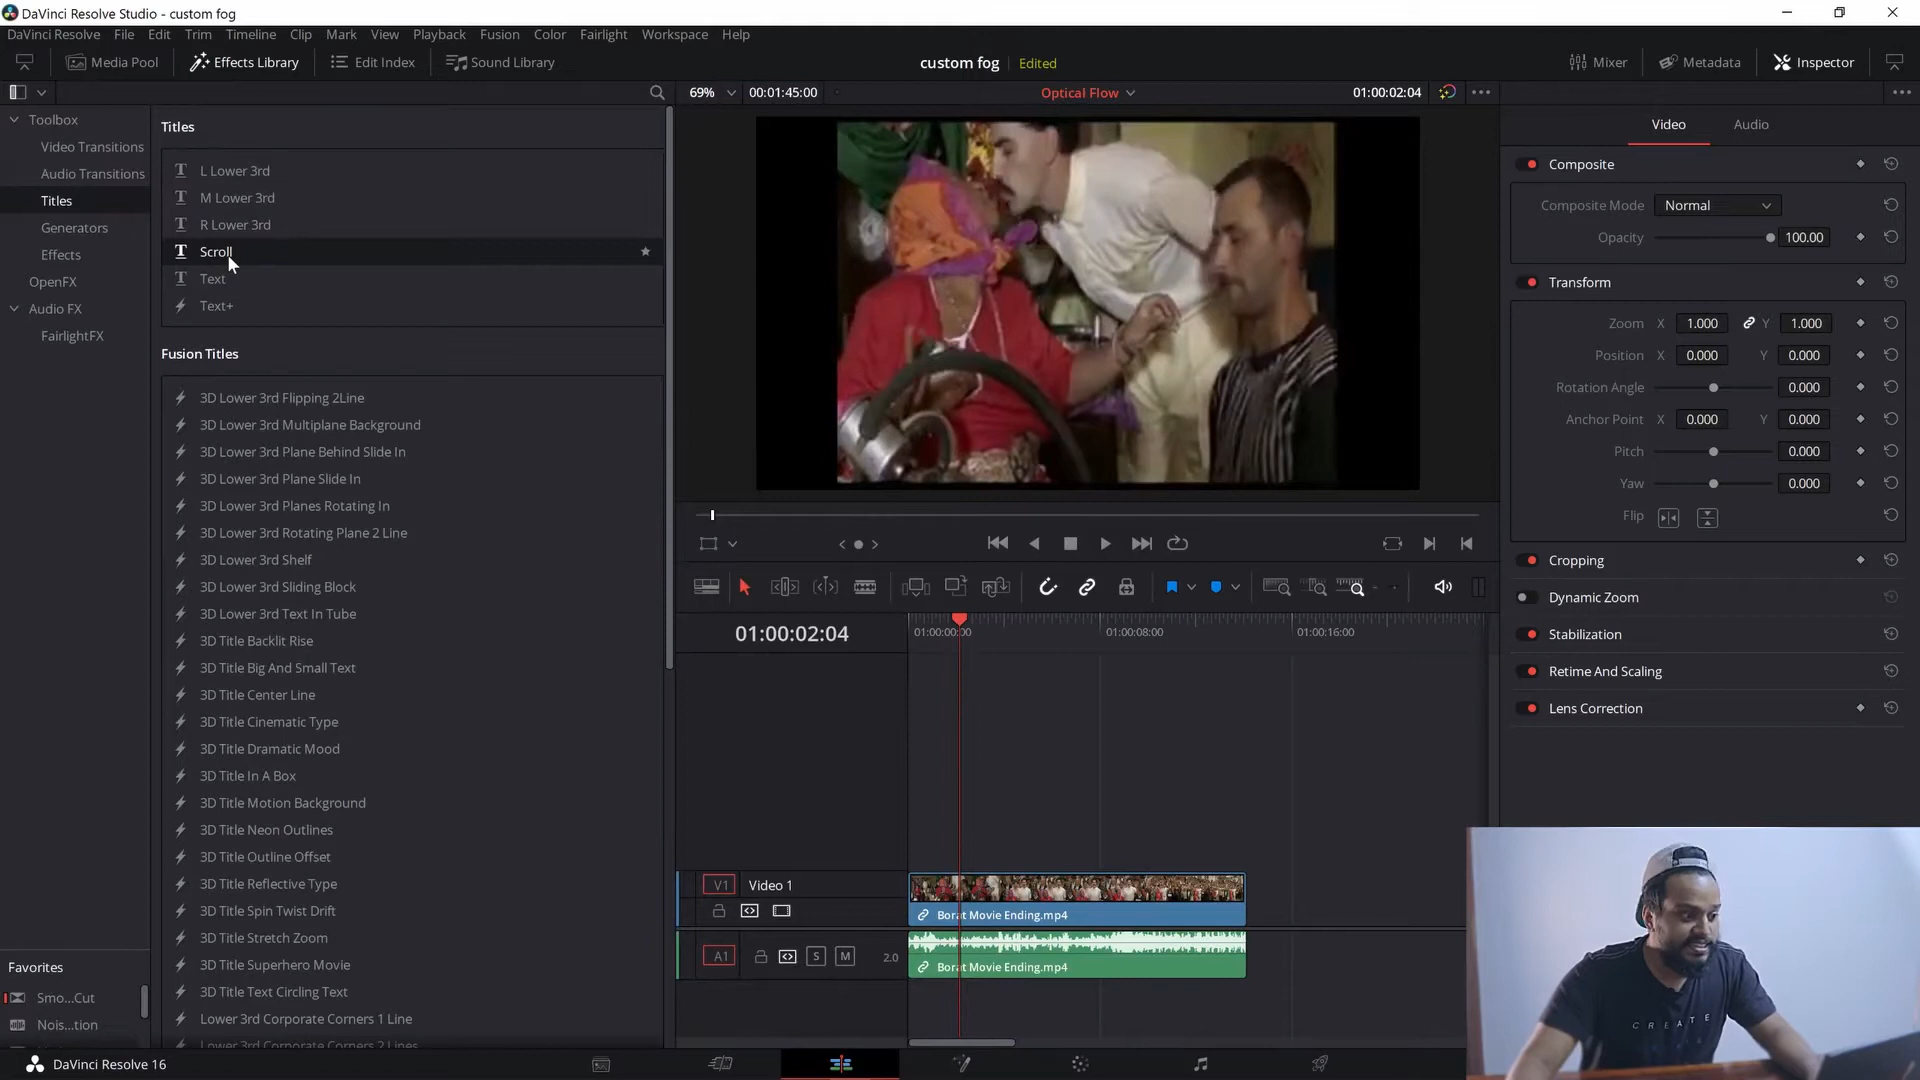 DaVinci Resolve Studio - custom fog
DaVinci Resolve File Edit Trim Timeline Clip Mark View Playback Fusion Color Fairlight Workspace Help
Media Pool Effects Library Edit Index Sound Library custom fog Edited Mixer Metadata Inspector
69% 00:01:45:00 Optical Flow 01:00:02:04
Toolbox
Video Transitions
Audio Transitions
Titles
Generators
Effects
OpenFX
Audio FX
FairlightFX
Favorites
Smo...Cut
Nois...tion
Titles
L Lower 3rd
M Lower 3rd
R Lower 3rd
Scroll
Text
Text+
Fusion Titles
3D Lower 3rd Flipping 2Line
3D Lower 3rd Multiplane Background
3D Lower 3rd Plane Behind Slide In
3D Lower 3rd Plane Slide In
3D Lower 3rd Planes Rotating In
3D Lower 3rd Rotating Plane 2 Line
3D Lower 3rd Shelf
3D Lower 3rd Sliding Block
3D Lower 3rd Text In Tube
3D Title Backlit Rise
3D Title Big And Small Text
3D Title Center Line
3D Title Cinematic Type
3D Title Dramatic Mood
3D Title In A Box
3D Title Motion Background
3D Title Neon Outlines
3D Title Outline Offset
3D Title Reflective Type
3D Title Spin Twist Drift
3D Title Stretch Zoom
3D Title Superhero Movie
3D Title Text Circling Text
Lower 3rd Corporate Corners 1 Line
Lower 3rd Corporate Corners 2 Lines
01:00:02:04 01:00:00:00 01:00:08:00 01:00:16:00
V1 Video 1
Borat Movie Ending.mp4
A1 S M 2.0
Borat Movie Ending.mp4
Video Audio
Composite
Composite Mode Normal
Opacity 100.00
Transform
Zoom X 1.000 Y 1.000
Position X 0.000 Y 0.000
Rotation Angle 0.000
Anchor Point X 0.000 Y 0.000
Pitch 0.000
Yaw 0.000
Flip
Cropping
Dynamic Zoom
Stabilization
Retime And Scaling
Lens Correction
CREATE
DaVinci Resolve 16